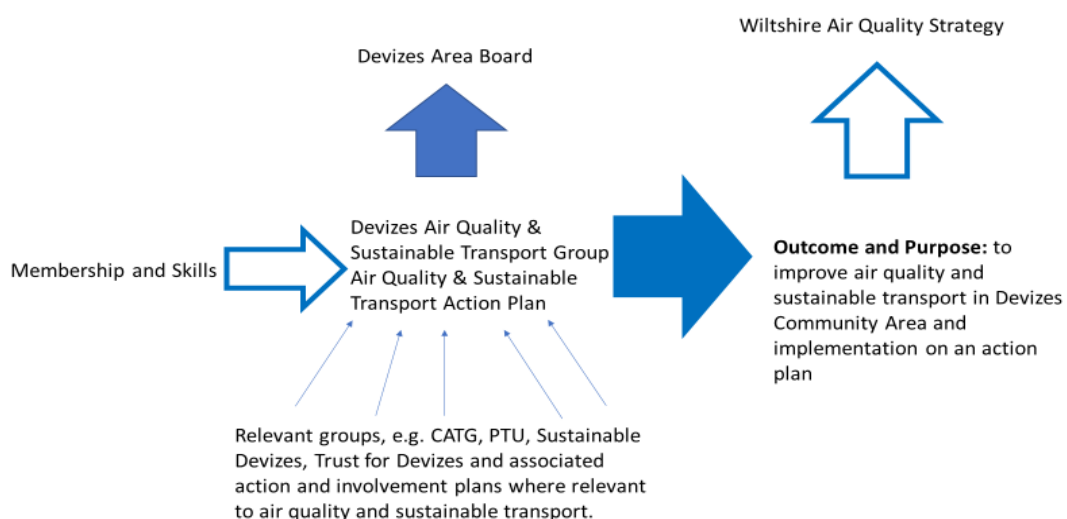 Wiltshire Air Quality Strategy
Devizes Area Board
Devizes Air Quality &
Sustainable Transport Group
Air Quality & Sustainable
Transport Action Plan
Membership and Skills
Outcome and Purpose: to
improve air quality and
sustainable transport in Devizes
Community Area and
implementation on an action
plan
Relevant groups, e.g. CATG, PTU, Sustainable
Devizes, Trust for Devizes and associated
action and involvement plans where relevant
to air quality and sustainable transport.